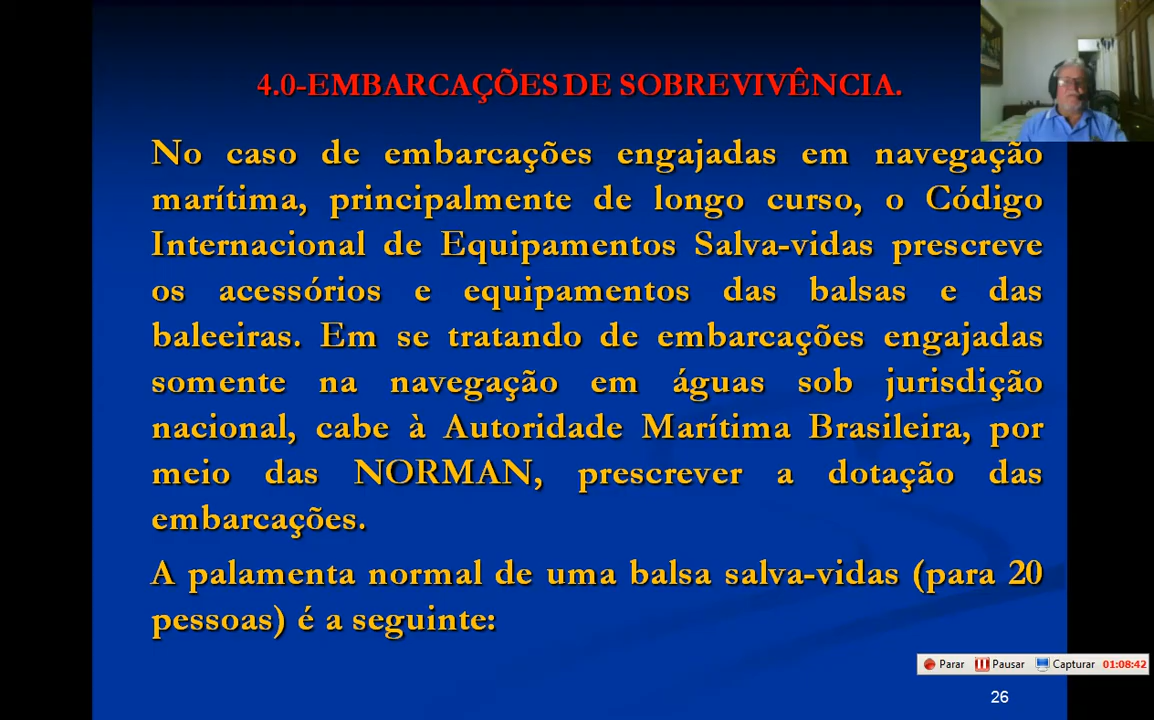 4.0-EMBARCAÇÕES DE SOBREVIVÊNCIA.
No caso de embarcações engajadas em navegação
marítima, principalmente de longo curso, o Código
Internacional de Equipamentos Salva-vidas prescreve
os acessórios e equipamentos das balsas e das
baleeiras. Em se tratando de embarcações engajadas
somente na navegação em águas sob jurisdição
nacional, cabe à Autoridade Marítima Brasileira, por
meio das NORMAN, prescrever a dotação das
embarcações.
A palamenta normal de uma balsa salva-vidas (para 20
pessoas) é a seguinte:
Parar Pausar Capturar 01:08:42
26